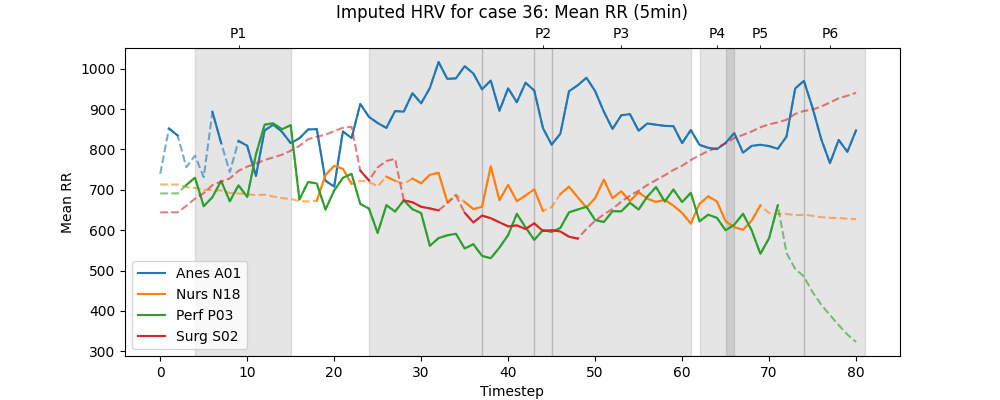 Imputed HRV for case 36: Mean RR (5min)
P1 P2 P3 P4 P5 P6
Mean RR
1000
900
800
700
600
500
400
300
Anes A01
Nurs N18
Perf P03
Surg S02
0 10 20 30 40 50 60 70 80
Timestep